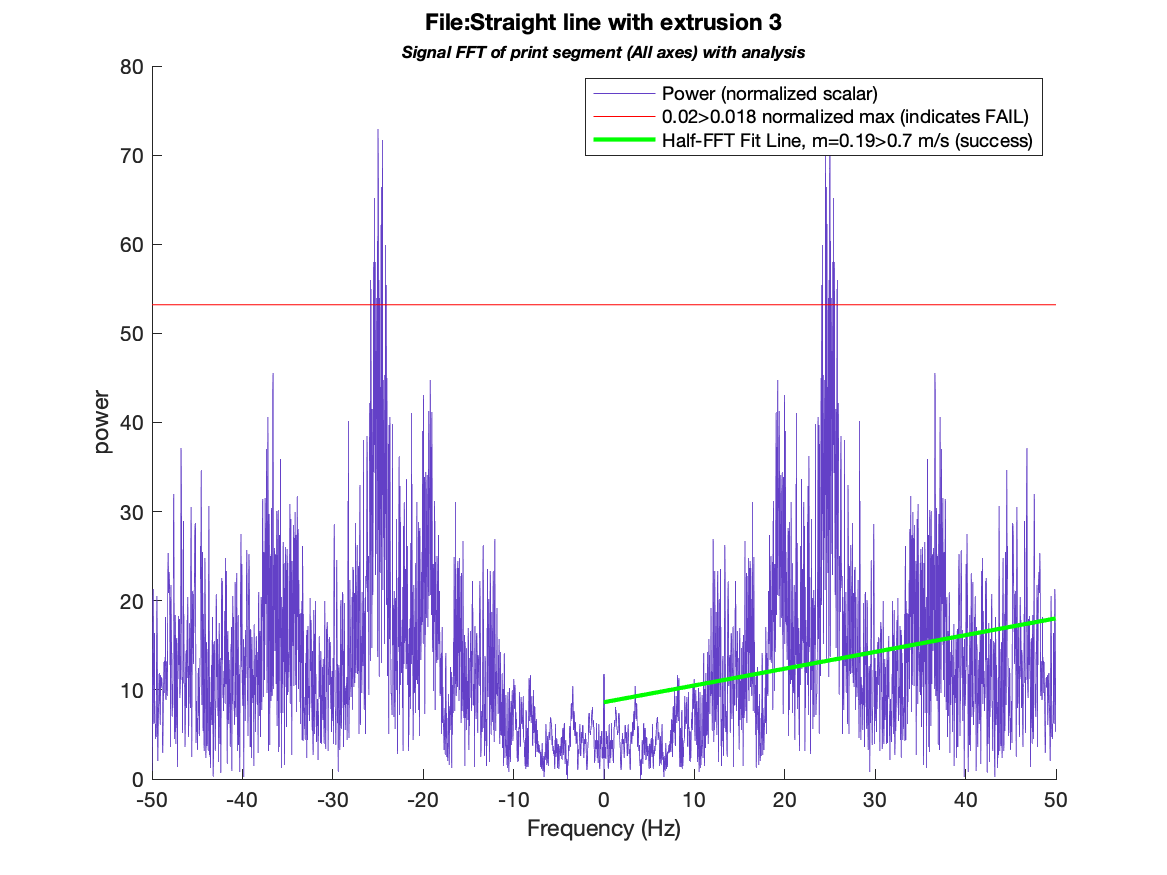 File:Straight line with extrusion 3
Signal FFT of print segment (All axes) with analysis
80
70
60
50
40
30
20
10
0
power
Power (normalized scalar)
0.02>0.018 normalized max (indicates FAIL)
Half-FFT Fit Line, m=0.19>0.7 m/s (success)
-50 -40 -30 -20 -10 0 10 20 30 40 50
Frequency (Hz)